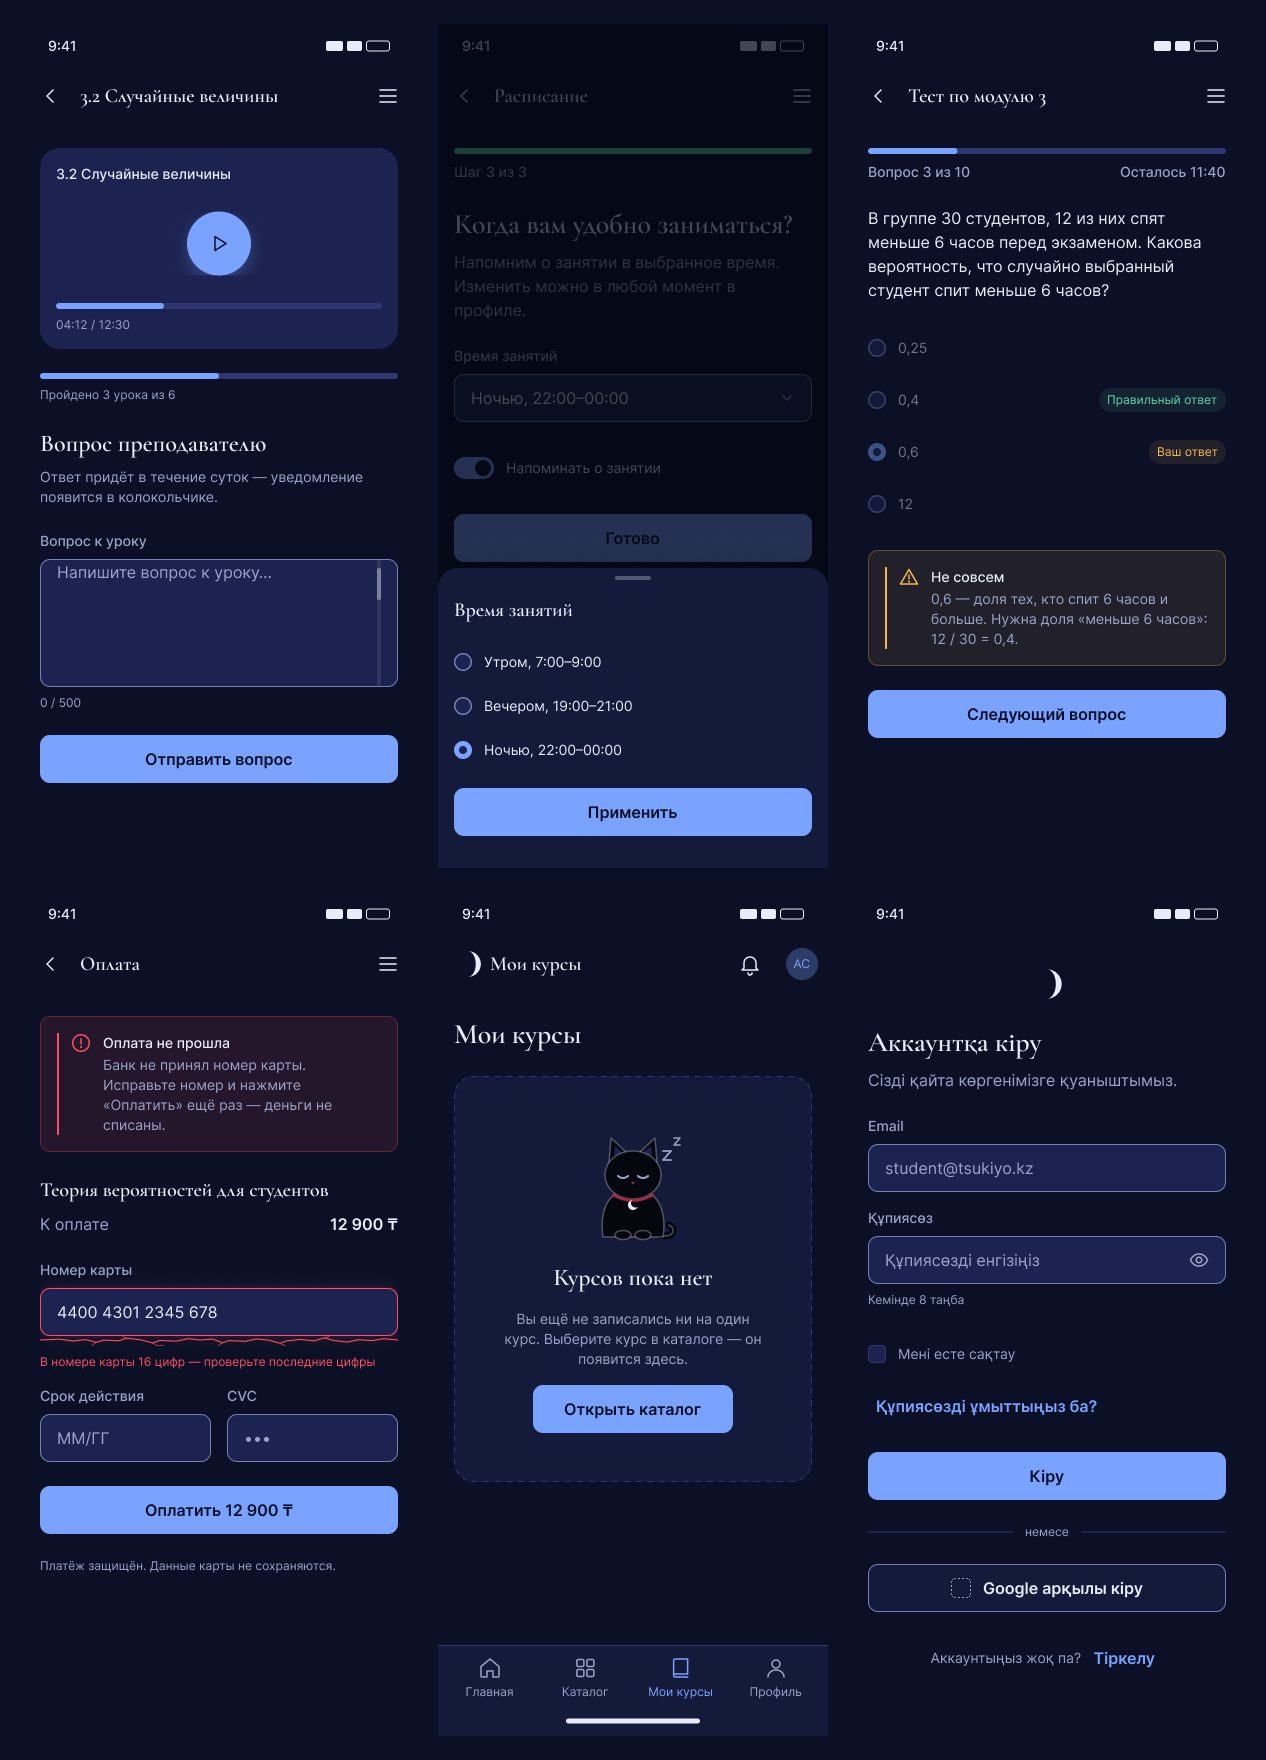 9:41
3.2 Случайные величины
3.2 Случайные величины
04:12 / 12:30
Пройдено 3 урока из 6
Вопрос преподавателю
Ответ придёт в течение суток — уведомление
появится в колокольчике.
Вопрос к уроку
Напишите вопрос к уроку...
0 / 500
Отправить вопрос
9:41
Расписание
Шаг 3 из 3
Когда вам удобно заниматься?
Напомним о занятии в выбранное время.
Изменить можно в любой момент в
профиле.
Время занятий
Ночью, 22:00–00:00
Напоминать о занятии
Готово
Время занятий
Утром, 7:00–9:00
Вечером, 19:00–21:00
Ночью, 22:00–00:00
Применить
9:41
Тест по модулю 3
Вопрос 3 из 10
Осталось 11:40
В группе 30 студентов, 12 из них спят
меньше 6 часов перед экзаменом. Какова
вероятность, что случайно выбранный
студент спит меньше 6 часов?
0,25
0,4
Правильный ответ
0,6
Ваш ответ
12
Не совсем
0,6 — доля тех, кто спит 6 часов и
больше. Нужна доля «меньше 6 часов»:
12 / 30 = 0,4.
Следующий вопрос
9:41
Оплата
Оплата не прошла
Банк не принял номер карты.
Исправьте номер и нажмите
«Оплатить» ещё раз — деньги не
списаны.
Теория вероятностей для студентов
К оплате
12 900 ₸
Номер карты
4400 4301 2345 678
В номере карты 16 цифр — проверьте последние цифры
Срок действия
CVC
ММ/ГГ
•••
Оплатить 12 900 ₸
Платёж защищён. Данные карты не сохраняются.
9:41
Мои курсы
АС
Мои курсы
z z
Курсов пока нет
Вы ещё не записались ни на один
курс. Выберите курс в каталоге — он
появится здесь.
Открыть каталог
Главная
Каталог
Мои курсы
Профиль
9:41
Аккаунтқа кіру
Сізді қайта көргенімізге қуаныштымыз.
Email
student@tsukiyo.kz
Құпиясөз
Құпиясөзді енгізіңіз
Кемінде 8 таңба
Мені есте сақтау
Құпиясөзді ұмыттыңыз ба?
Кіру
немесе
Google арқылы кіру
Аккаунтыңыз жоқ па?
Тіркелу